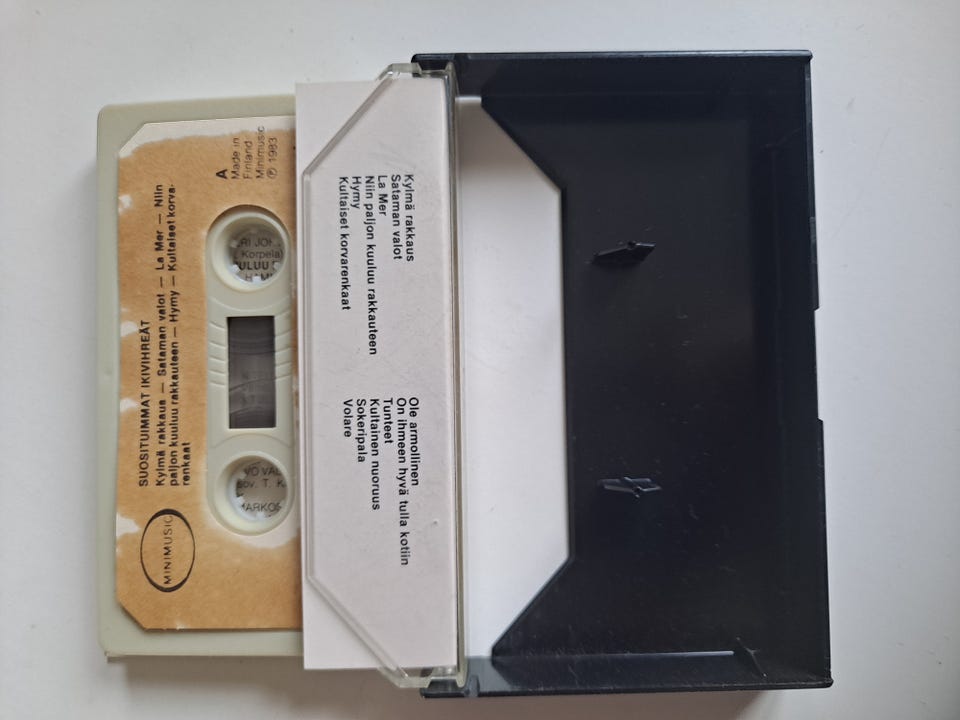 SUOSITUIMMAT IKIVIHREÄT
Kylmä rakkaus — Sataman valot — La Mer — Niin
paljon kuuluu rakkauteen — Hymy — Kultaiset korva-
renkaat
A
Made in
Finland
Minimusic
℗ 1983
MINIMUSIC
Korpela)
Kylmä rakkaus
Sataman valot
La Mer
Niin paljon kuuluu rakkauteen
Hymy
Kultaiset korvarenkaat
Ole armollinen
On ihmeen hyvä tulla kotiin
Tunteet
Kultainen nuoruus
Sokeripala
Volare